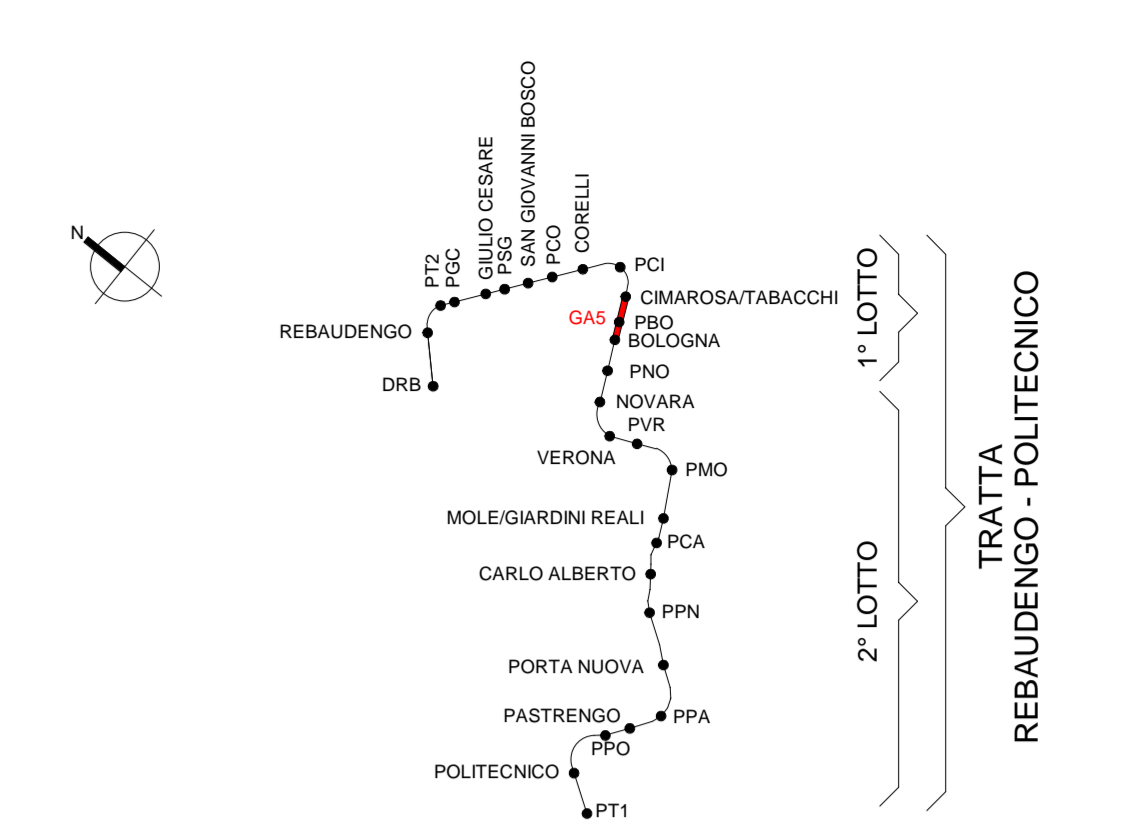 N
PT2
PGC
GIULIO CESARE
PSG
SAN GIOVANNI BOSCO
PCO
CORELLI
PCI
CIMAROSA/TABACCHI
GA5
PBO
BOLOGNA
REBAUDENGO
DRB
PNO
NOVARA
PVR
VERONA
PMO
MOLE/GIARDINI REALI
PCA
CARLO ALBERTO
PPN
PORTA NUOVA
PASTRENGO
PPA
PPO
POLITECNICO
PT1
1° LOTTO
2° LOTTO
TRATTA
REBAUDENGO - POLITECNICO